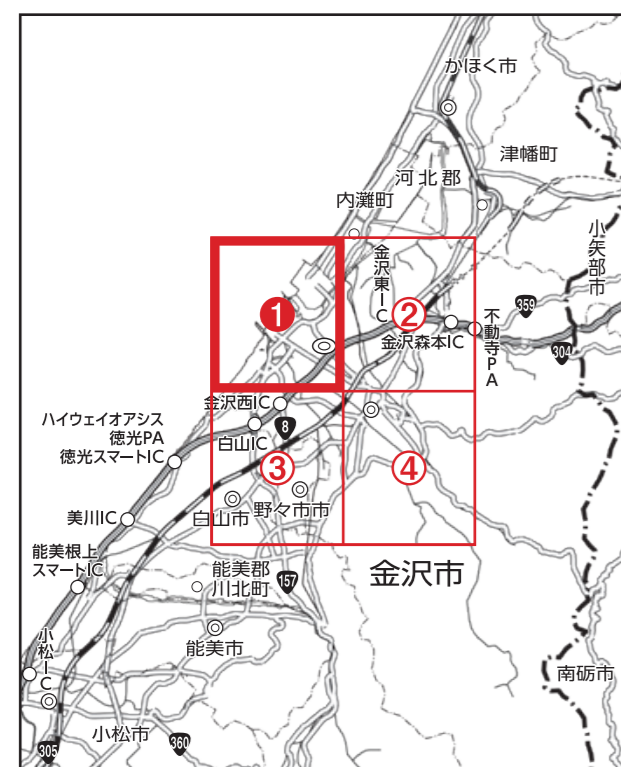 かほく市
津幡町
河北郡
内灘町
小矢部市
金沢東IC
❶
②
359
不動寺PA
金沢森本IC
304
金沢西IC
ハイウェイオアシス
徳光PA
徳光スマートIC
白山IC
8
③
④
白山市
野々市市
美川IC
能美根上
スマートIC
能美郡
川北町
157
金沢市
能美市
小松IC
南砺市
小松市
305
360